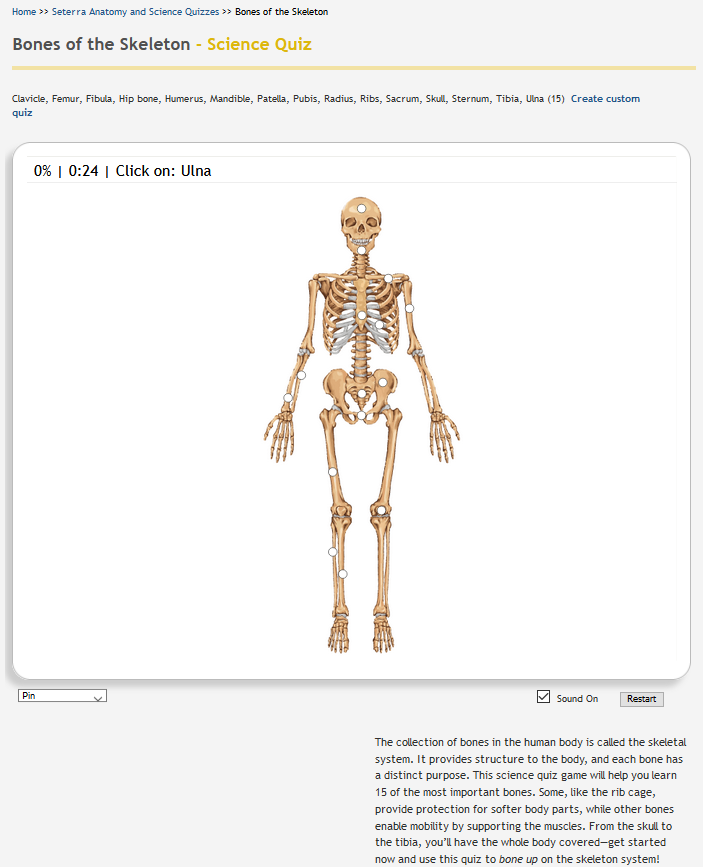 Home >> Seterra Anatomy and Science Quizzes >> Bones of the Skeleton
Bones of the Skeleton - Science Quiz
Clavicle, Femur, Fibula, Hip bone, Humerus, Mandible, Patella, Pubis, Radius, Ribs, Sacrum, Skull, Sternum, Tibia, Ulna (15) Create custom
quiz
0% | 0:24 | Click on: Ulna
Pin
Sound On
Restart
The collection of bones in the human body is called the skeletal
system. It provides structure to the body, and each bone has
a distinct purpose. This science quiz game will help you learn
15 of the most important bones. Some, like the rib cage,
provide protection for softer body parts, while other bones
enable mobility by supporting the muscles. From the skull to
the tibia, you'll have the whole body covered—get started
now and use this quiz to bone up on the skeleton system!